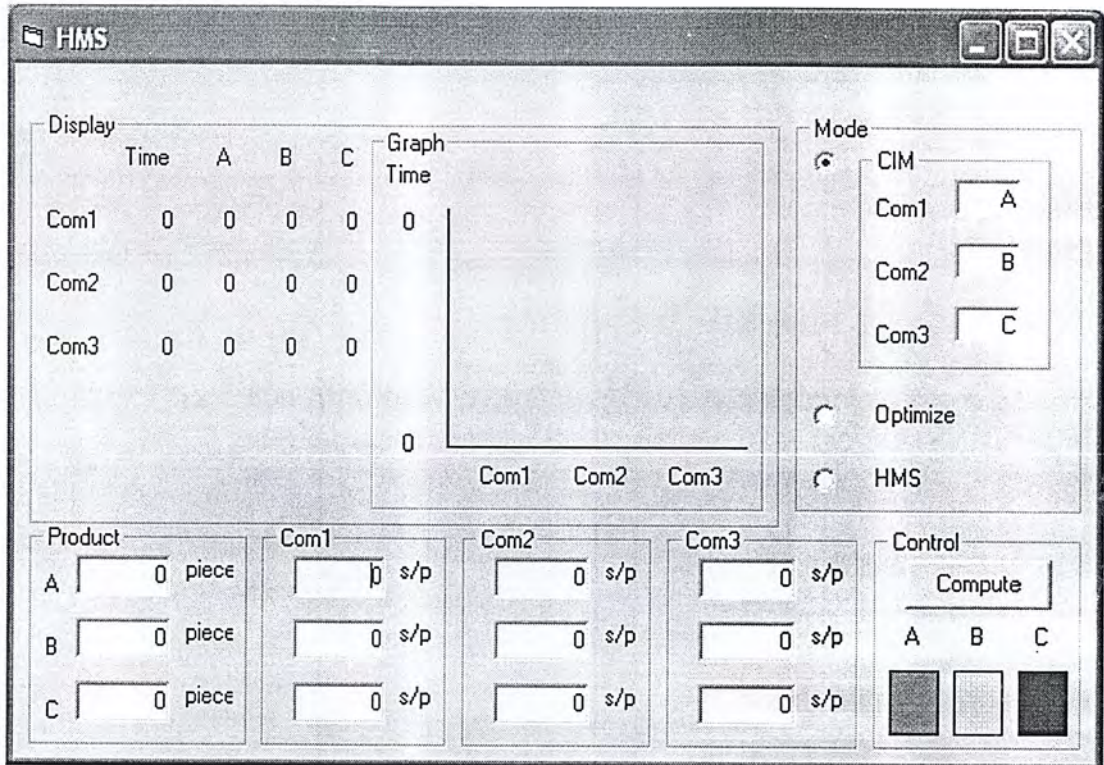 HMS
Display
Time A B C
Com1 0 0 0 0
Com2 0 0 0 0
Com3 0 0 0 0
Graph
Time
0
0
Com1 Com2 Com3
Mode
CIM
Com1 A
Com2 B
Com3 C
Optimize
HMS
Product
A 0 piece
B 0 piece
C 0 piece
Com1
0 s/p
0 s/p
0 s/p
Com2
0 s/p
0 s/p
0 s/p
Com3
0 s/p
0 s/p
0 s/p
Control
Compute
A B C